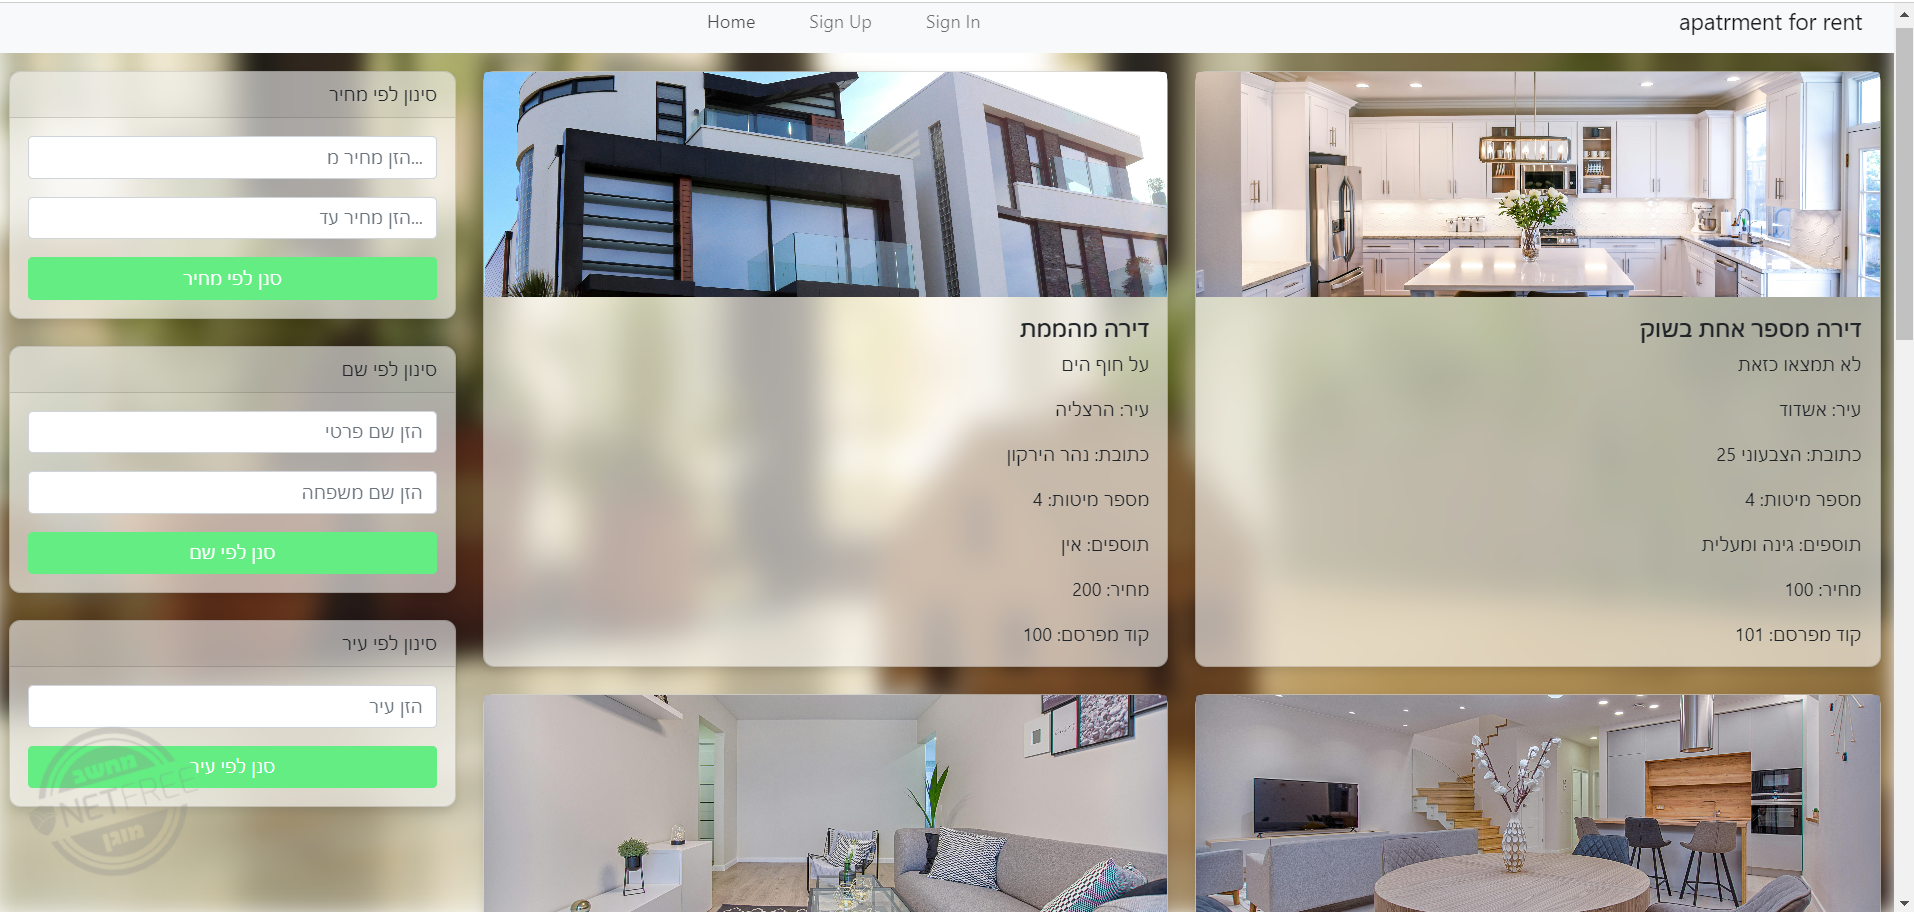 Home
Sign Up
Sign In
apatrment for rent
סינון לפי מחיר
הזן מחיר מ...
הזן מחיר עד...
סנן לפי מחיר
סינון לפי שם
הזן שם פרטי
הזן שם משפחה
סנן לפי שם
סינון לפי עיר
הזן עיר
סנן לפי עיר
מחשב
NETFREE
מוגן
דירה מהממת
על חוף הים
עיר: הרצליה
כתובת: נהר הירקון
מספר מיטות: 4
תוספים: אין
מחיר: 200
קוד מפרסם: 100
דירה מספר אחת בשוק
לא תמצאו כזאת
עיר: אשדוד
כתובת: הצבעוני 25
מספר מיטות: 4
תוספים: גינה ומעלית
מחיר: 100
קוד מפרסם: 101